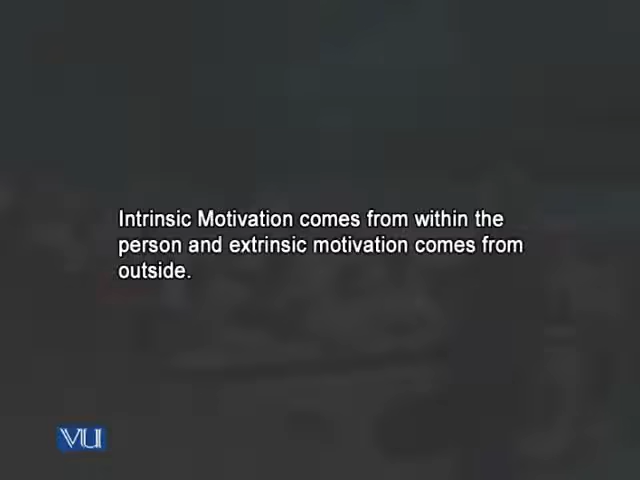 Intrinsic Motivation comes from within the
person and extrinsic motivation comes from
outside.
VU